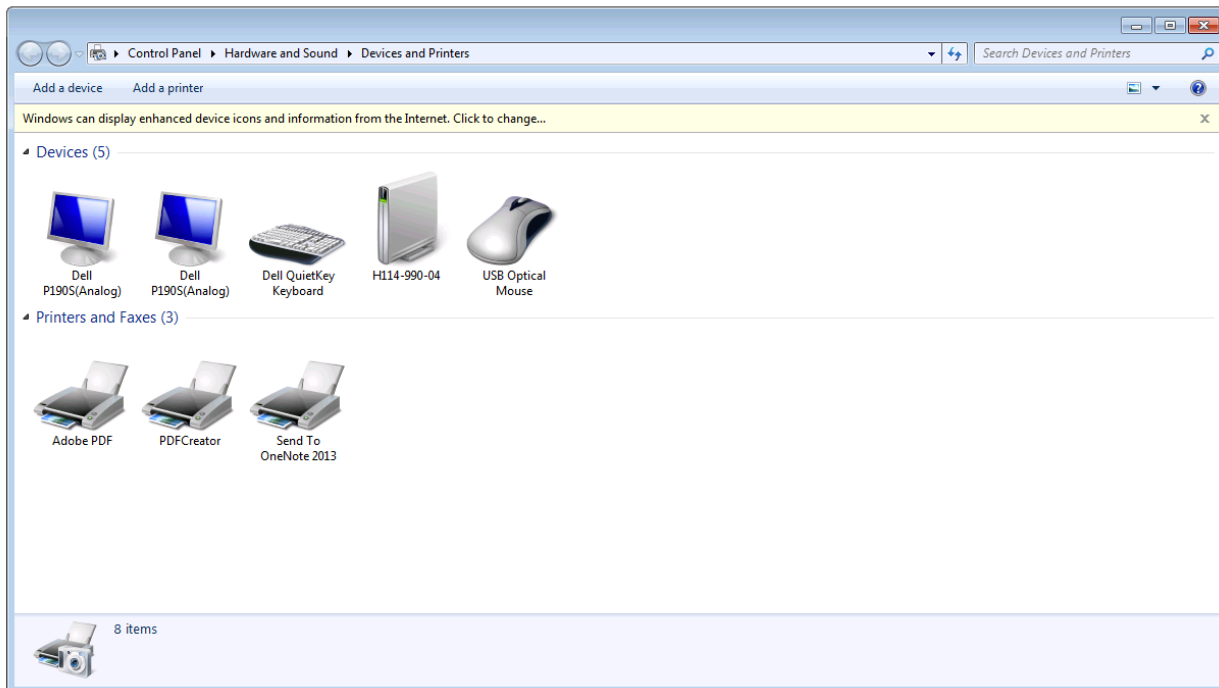 Control Panel Hardware and Sound Devices and Printers
Search Devices and Printers
Add a device Add a printer
Windows can display enhanced device icons and information from the Internet. Click to change...
Devices (5)
Dell
P190S(Analog)
Dell
P190S(Analog)
Dell QuietKey
Keyboard
H114-990-04
USB Optical
Mouse
Printers and Faxes (3)
Adobe PDF
PDFCreator
Send To
OneNote 2013
8 items